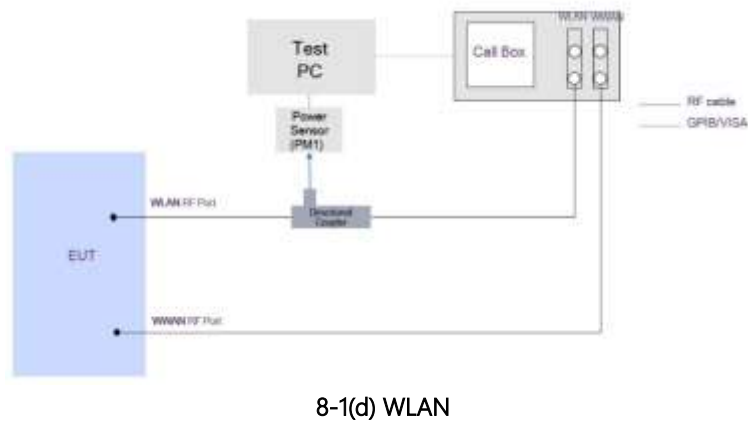 WLAN WWAN
Test
PC
Call Box
RF cable
GPIB/VISA
Power
Sensor
(PM1)
WLAN RF Port
Directional
Coupler
EUT
WWAN RF Port
8-1(d) WLAN